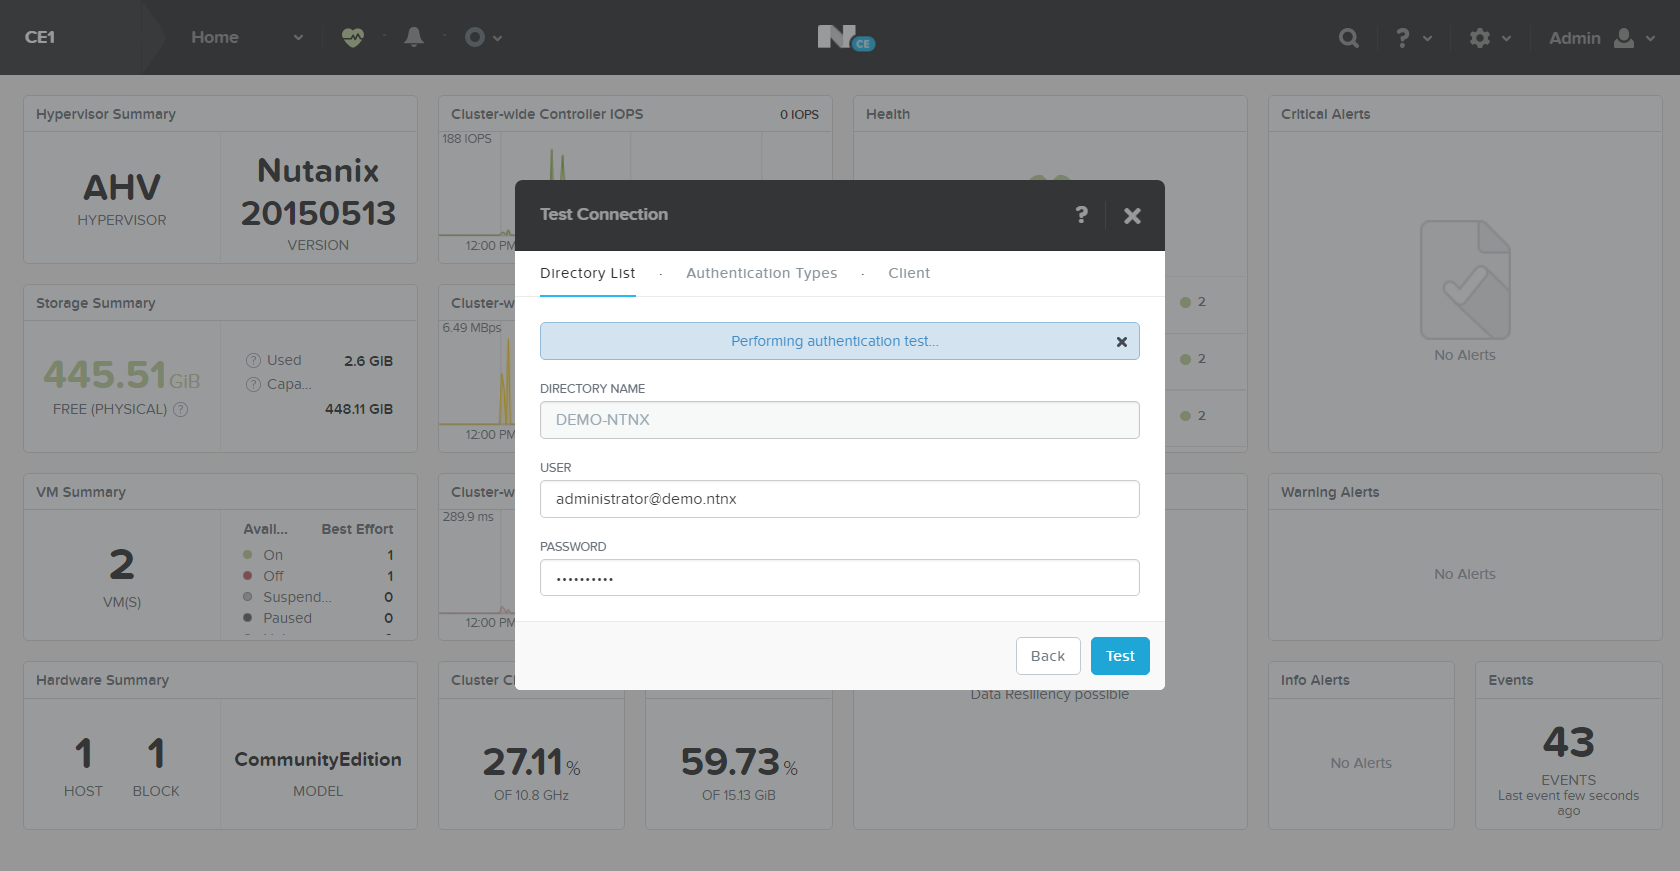 CE1
Home
CE
?
Admin
Hypervisor Summary
AHV
HYPERVISOR
Nutanix
20150513
VERSION
Cluster-wide Controller IOPS
0 IOPS
188 IOPS
12:00 PM
Health
Critical Alerts
No Alerts
Test Connection
?
Directory List · Authentication Types · Client
Performing authentication test...
DIRECTORY NAME
DEMO-NTNX
USER
administrator@demo.ntnx
PASSWORD
••••••••••
Back
Test
Storage Summary
445.51 GiB
FREE (PHYSICAL) ?
? Used
2.6 GiB
? Capa...
448.11 GiB
Cluster-w
6.49 MBps
12:00 PM
2
2
2
VM Summary
2
VM(S)
Avail...
Best Effort
On
1
Off
1
Suspend...
0
Paused
0
Cluster-w
289.9 ms
12:00 PM
Data Resiliency possible
Warning Alerts
No Alerts
Hardware Summary
1
HOST
1
BLOCK
CommunityEdition
MODEL
Cluster C
27.11 %
OF 10.8 GHz
59.73 %
OF 15.13 GiB
Info Alerts
No Alerts
Events
43
EVENTS
Last event few seconds
ago